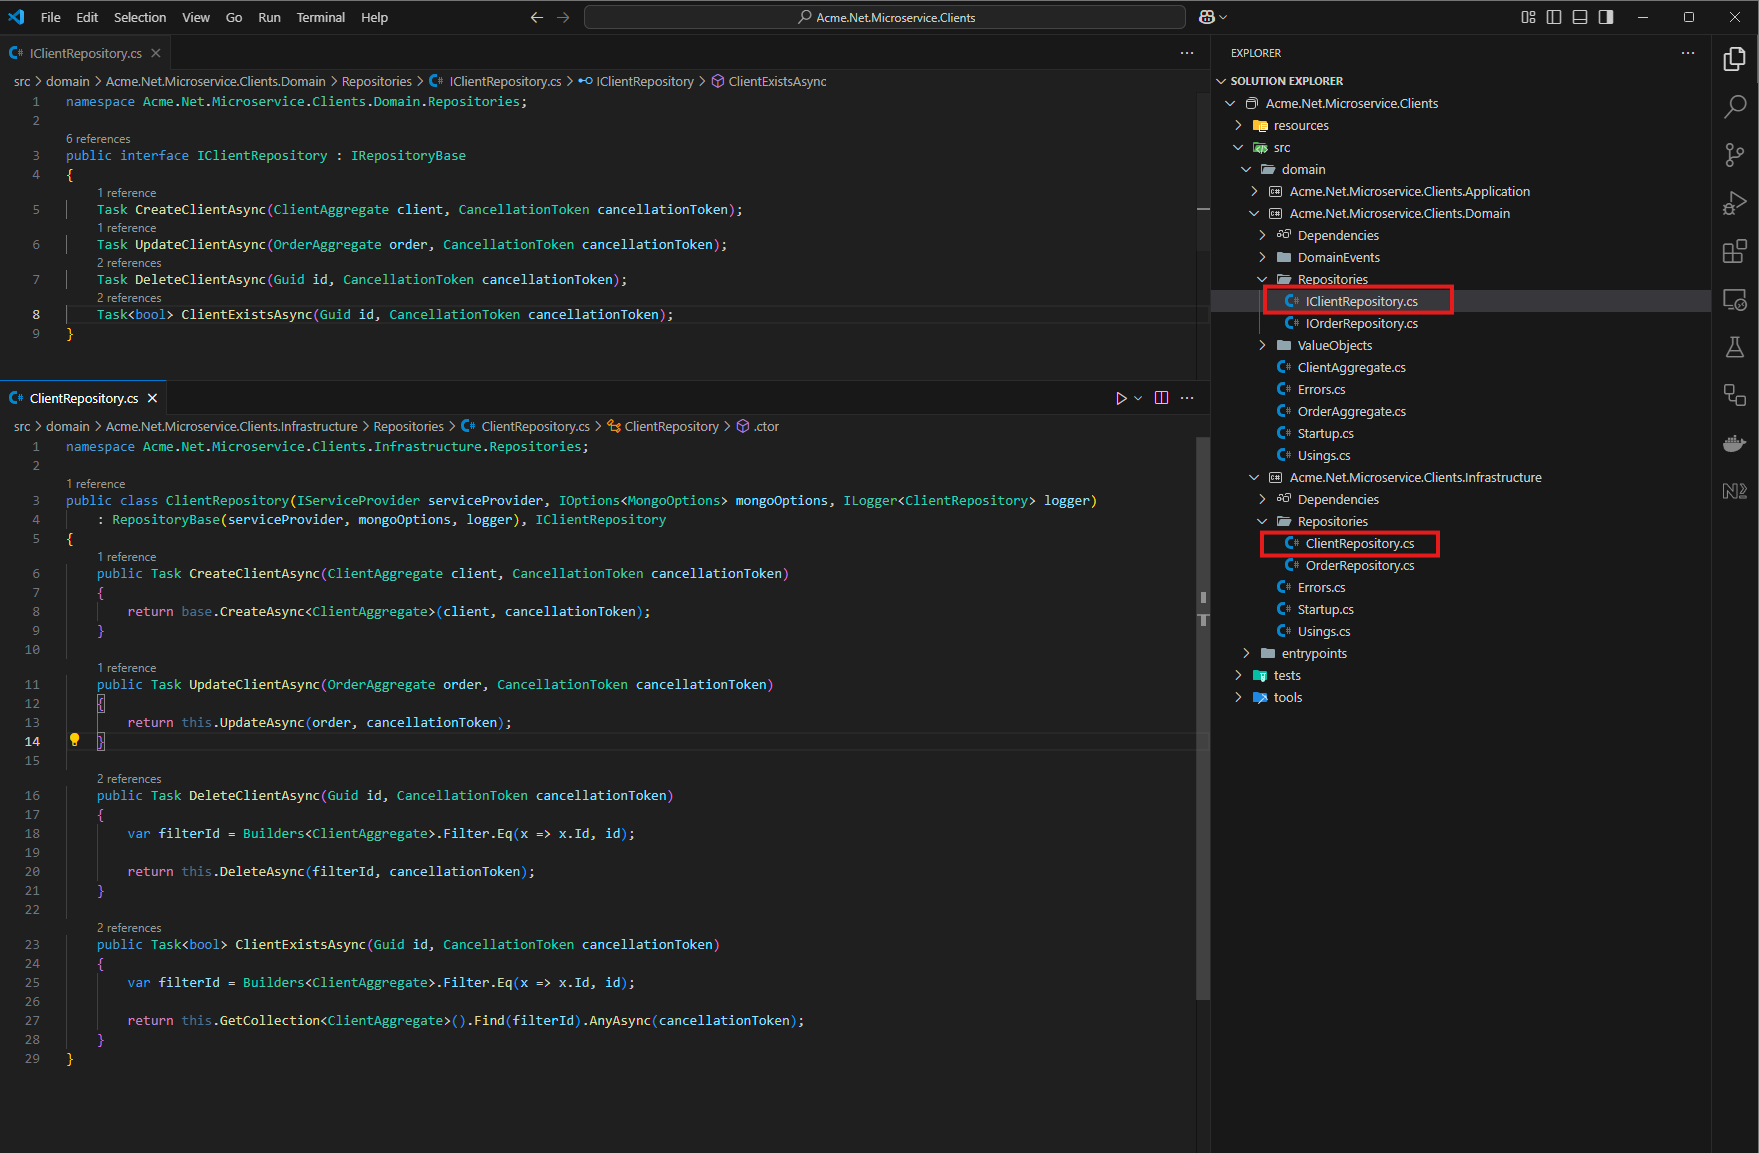 File Edit Selection View Go Run Terminal Help
Acme.Net.Microservice.Clients
IClientRepository.cs
src > domain > Acme.Net.Microservice.Clients.Domain > Repositories > IClientRepository.cs > IClientRepository > ClientExistsAsync
1 namespace Acme.Net.Microservice.Clients.Domain.Repositories;
2
6 references
3 public interface IClientRepository : IRepositoryBase
4 {
1 reference
5 Task CreateClientAsync(ClientAggregate client, CancellationToken cancellationToken);
1 reference
6 Task UpdateClientAsync(OrderAggregate order, CancellationToken cancellationToken);
2 references
7 Task DeleteClientAsync(Guid id, CancellationToken cancellationToken);
2 references
8 Task<bool> ClientExistsAsync(Guid id, CancellationToken cancellationToken);
9 }
ClientRepository.cs
src > domain > Acme.Net.Microservice.Clients.Infrastructure > Repositories > ClientRepository.cs > ClientRepository > .ctor
1 namespace Acme.Net.Microservice.Clients.Infrastructure.Repositories;
2
1 reference
3 public class ClientRepository(IServiceProvider serviceProvider, IOptions<MongoOptions> mongoOptions, ILogger<ClientRepository> logger)
4 : RepositoryBase(serviceProvider, mongoOptions, logger), IClientRepository
5 {
1 reference
6 public Task CreateClientAsync(ClientAggregate client, CancellationToken cancellationToken)
7 {
8 return base.CreateAsync<ClientAggregate>(client, cancellationToken);
9 }
10
1 reference
11 public Task UpdateClientAsync(OrderAggregate order, CancellationToken cancellationToken)
12 {
13 return this.UpdateAsync(order, cancellationToken);
14 }
15
2 references
16 public Task DeleteClientAsync(Guid id, CancellationToken cancellationToken)
17 {
18 var filterId = Builders<ClientAggregate>.Filter.Eq(x => x.Id, id);
19
20 return this.DeleteAsync(filterId, cancellationToken);
21 }
22
2 references
23 public Task<bool> ClientExistsAsync(Guid id, CancellationToken cancellationToken)
24 {
25 var filterId = Builders<ClientAggregate>.Filter.Eq(x => x.Id, id);
26
27 return this.GetCollection<ClientAggregate>().Find(filterId).AnyAsync(cancellationToken);
28 }
29 }
EXPLORER
SOLUTION EXPLORER
Acme.Net.Microservice.Clients
resources
src
domain
Acme.Net.Microservice.Clients.Application
Acme.Net.Microservice.Clients.Domain
Dependencies
DomainEvents
Repositories
IClientRepository.cs
IOrderRepository.cs
ValueObjects
ClientAggregate.cs
Errors.cs
OrderAggregate.cs
Startup.cs
Usings.cs
Acme.Net.Microservice.Clients.Infrastructure
Dependencies
Repositories
ClientRepository.cs
OrderRepository.cs
Errors.cs
Startup.cs
Usings.cs
entrypoints
tests
tools